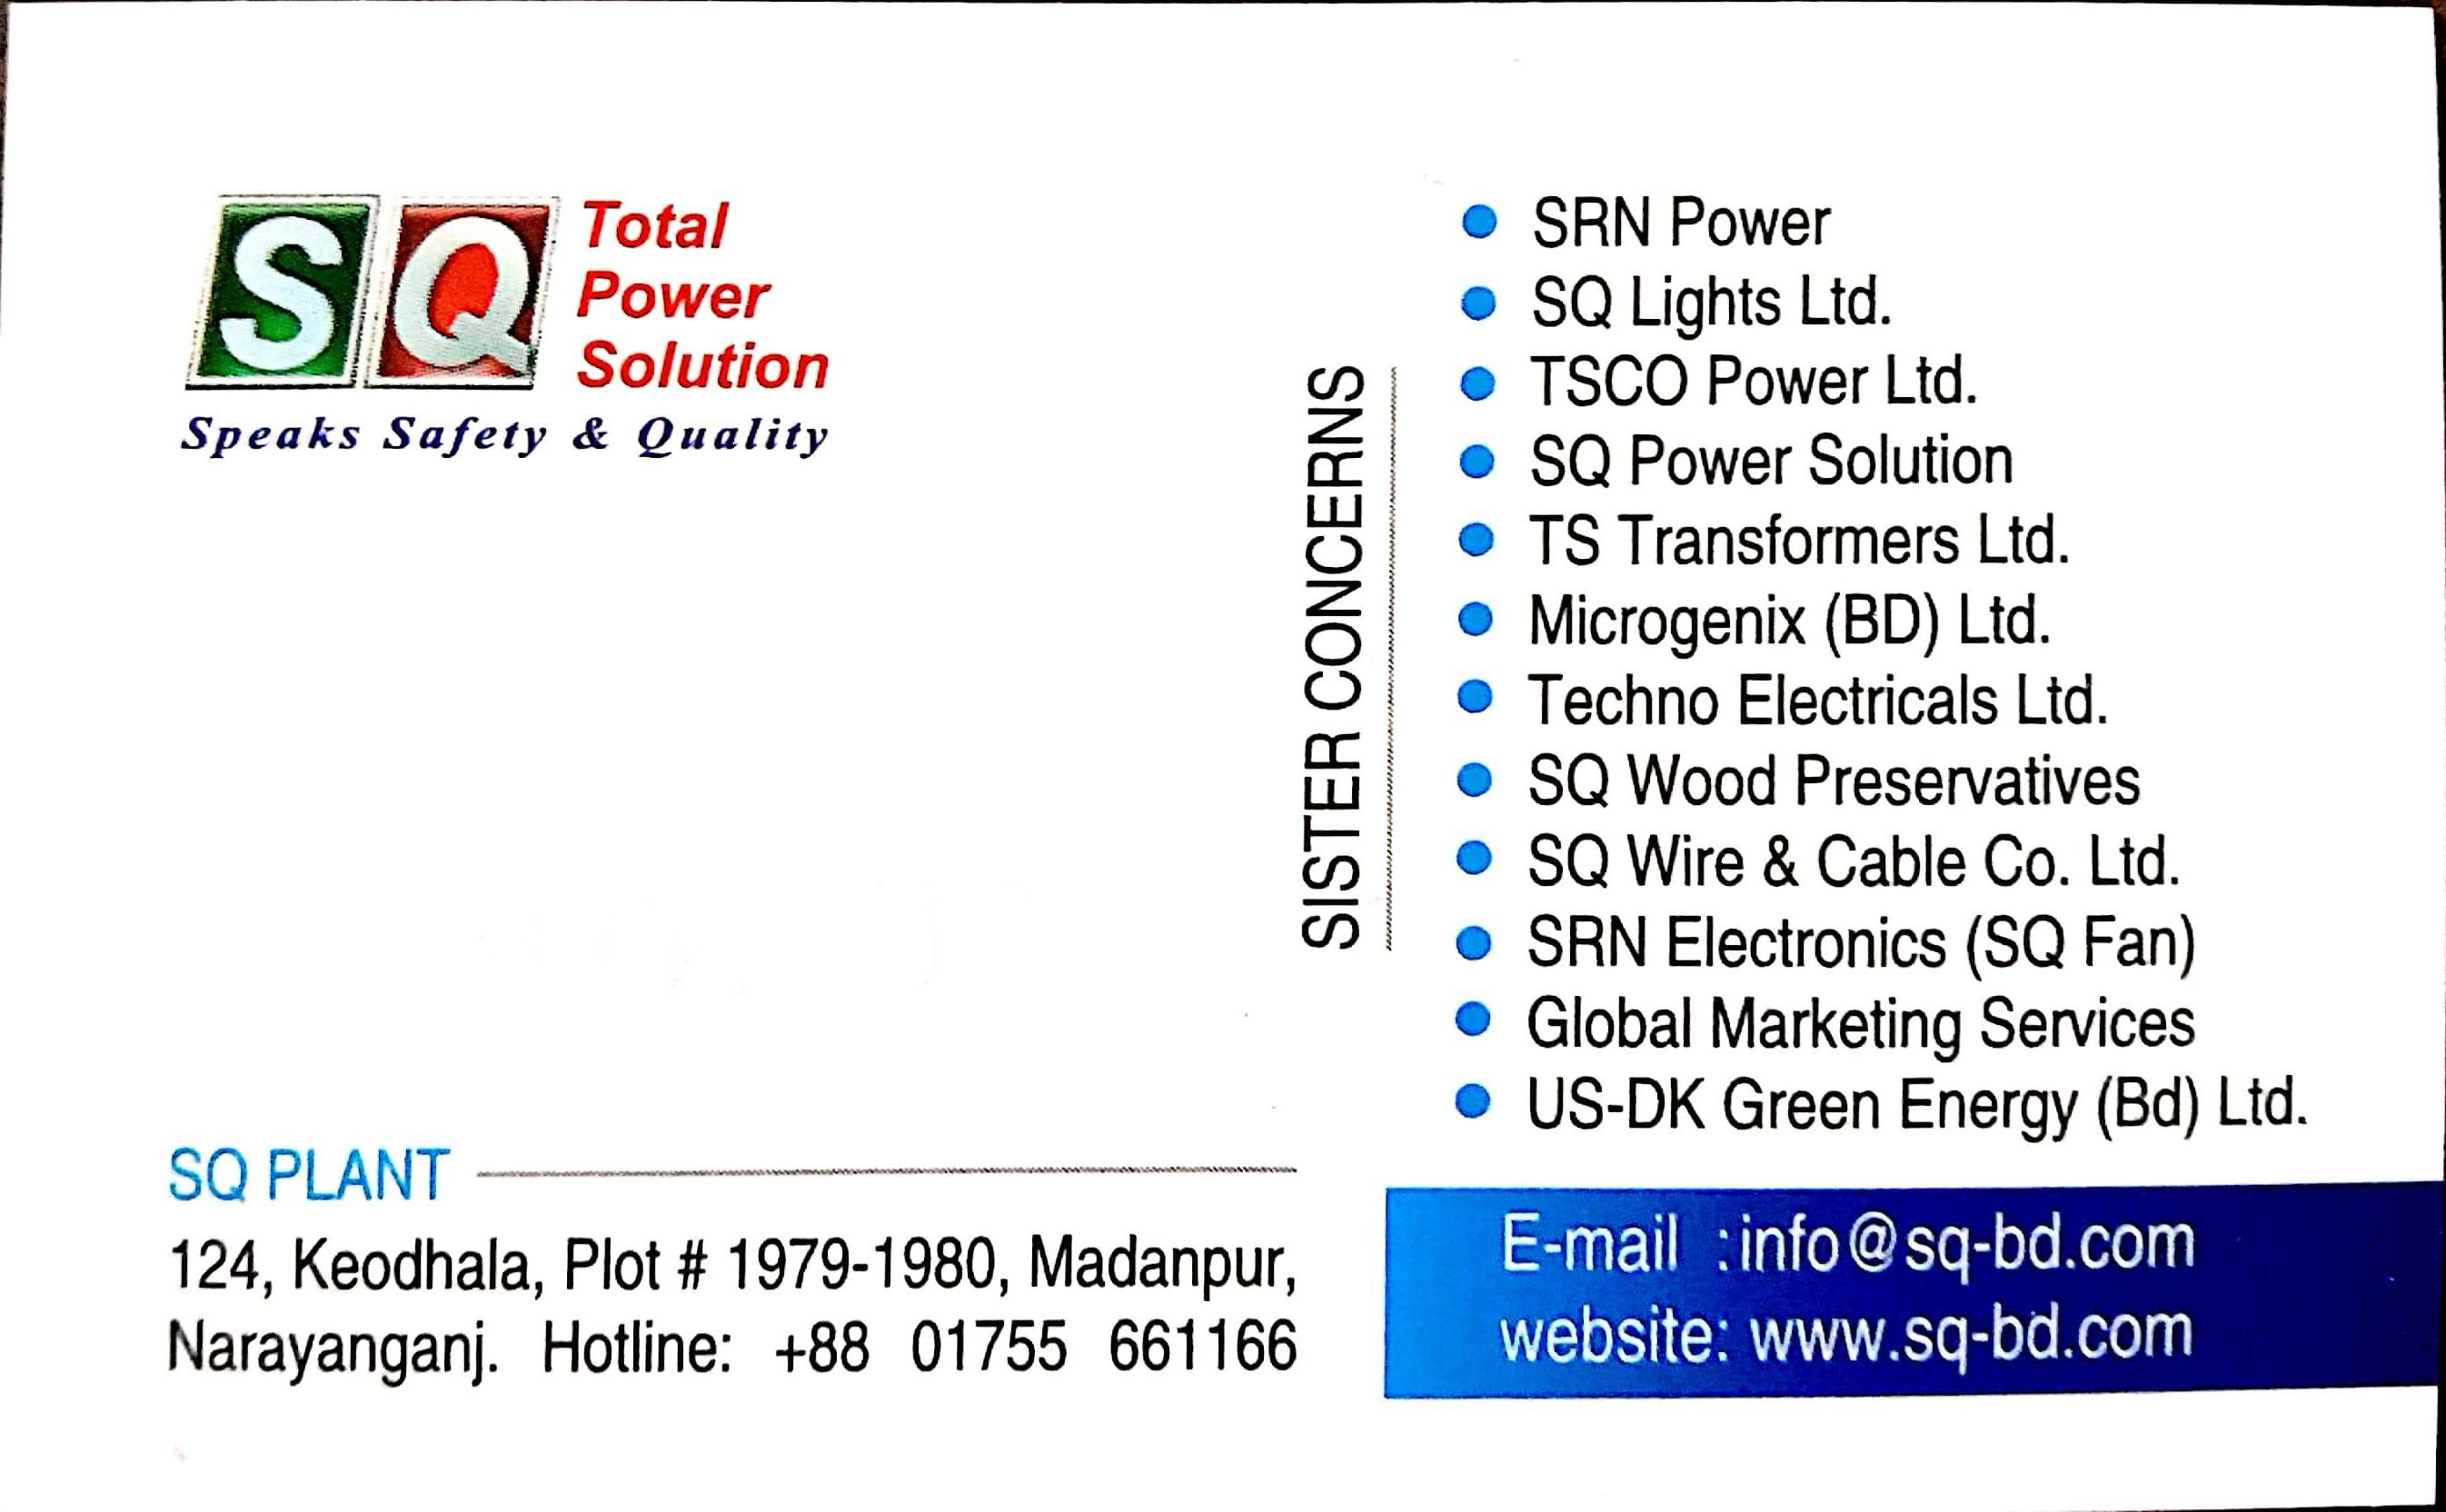 SQ Total
Power
Solution
Speaks Safety & Quality
SISTER CONCERNS
SRN Power
SQ Lights Ltd.
TSCO Power Ltd.
SQ Power Solution
TS Transformers Ltd.
Microgenix (BD) Ltd.
Techno Electricals Ltd.
SQ Wood Preservatives
SQ Wire & Cable Co. Ltd.
SRN Electronics (SQ Fan)
Global Marketing Services
US-DK Green Energy (Bd) Ltd.
SQ PLANT
124, Keodhala, Plot # 1979-1980, Madanpur,
Narayanganj. Hotline: +88 01755 661166
E-mail :info@sq-bd.com
website: www.sq-bd.com